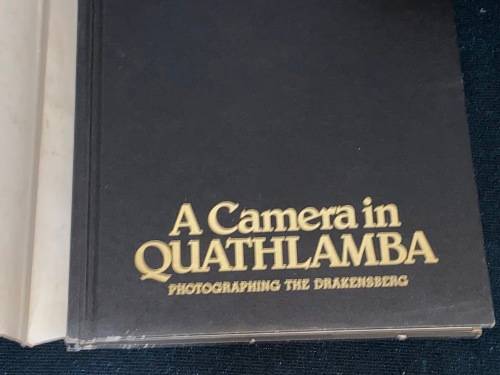 A Camera in
QUATHLAMBA
PHOTOGRAPHING THE DRAKENSBERG